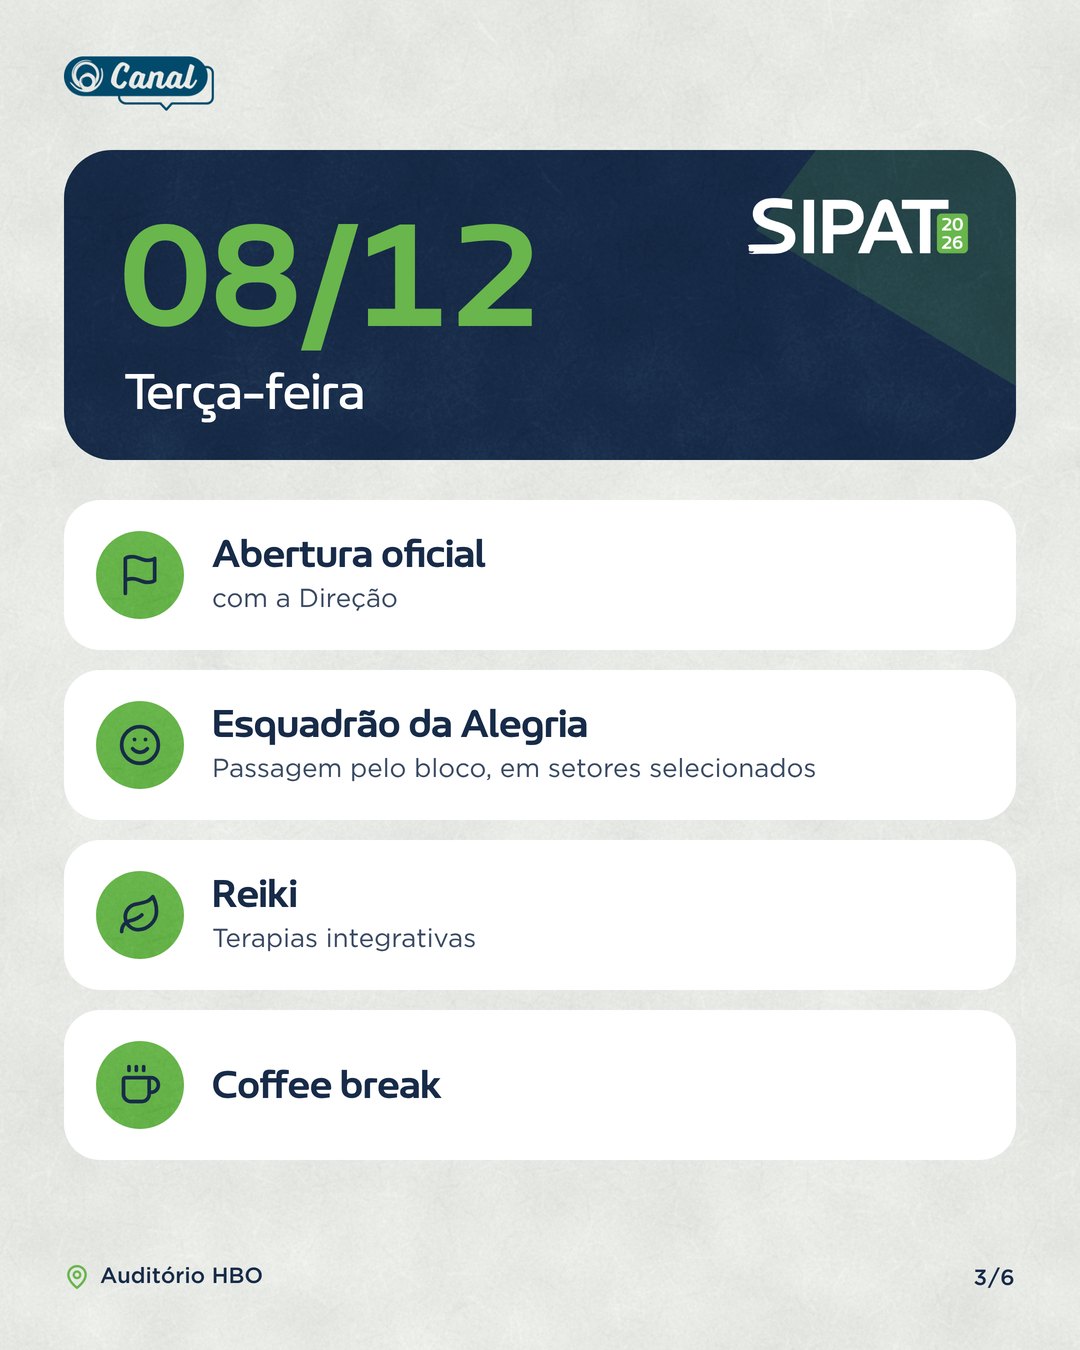 Canal
SIPAT
20
26
08/12
Terça-feira
Abertura oficial
com a Direção
Esquadrão da Alegria
Passagem pelo bloco, em setores selecionados
Reiki
Terapias integrativas
Coffee break
Auditório HBO
3/6